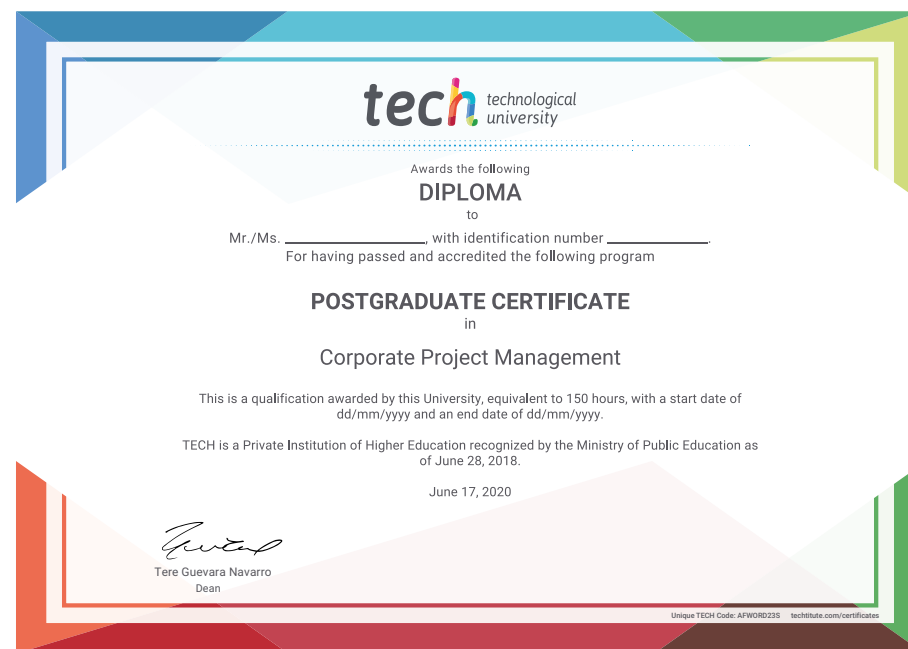 tech technological
university
Awards the following
DIPLOMA
to
Mr./Ms. ____________________, with identification number ______________.
For having passed and accredited the following program
POSTGRADUATE CERTIFICATE
in
Corporate Project Management
This is a qualification awarded by this University, equivalent to 150 hours, with a start date of
dd/mm/yyyy and an end date of dd/mm/yyyy.
TECH is a Private Institution of Higher Education recognized by the Ministry of Public Education as
of June 28, 2018.
June 17, 2020
Tere Guevara Navarro
Dean
Unique TECH Code: AFWORD23S techtitute.com/certificates